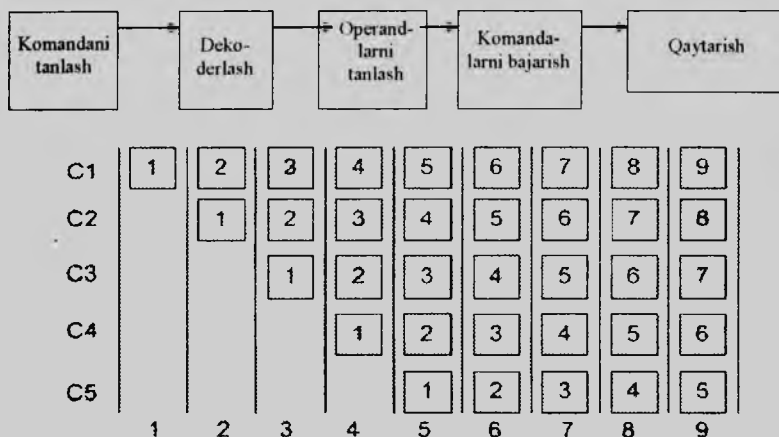 Komandani
tanlash
Deko-
derlash
Operand-
larni
tanlash
Komanda-
larni bajarish
Qaytarish
C1 1 2 3 4 5 6 7 8 9
C2 1 2 3 4 5 6 7 8
C3 1 2 3 4 5 6 7
C4 1 2 3 4 5 6
C5 1 2 3 4 5
1 2 3 4 5 6 7 8 9